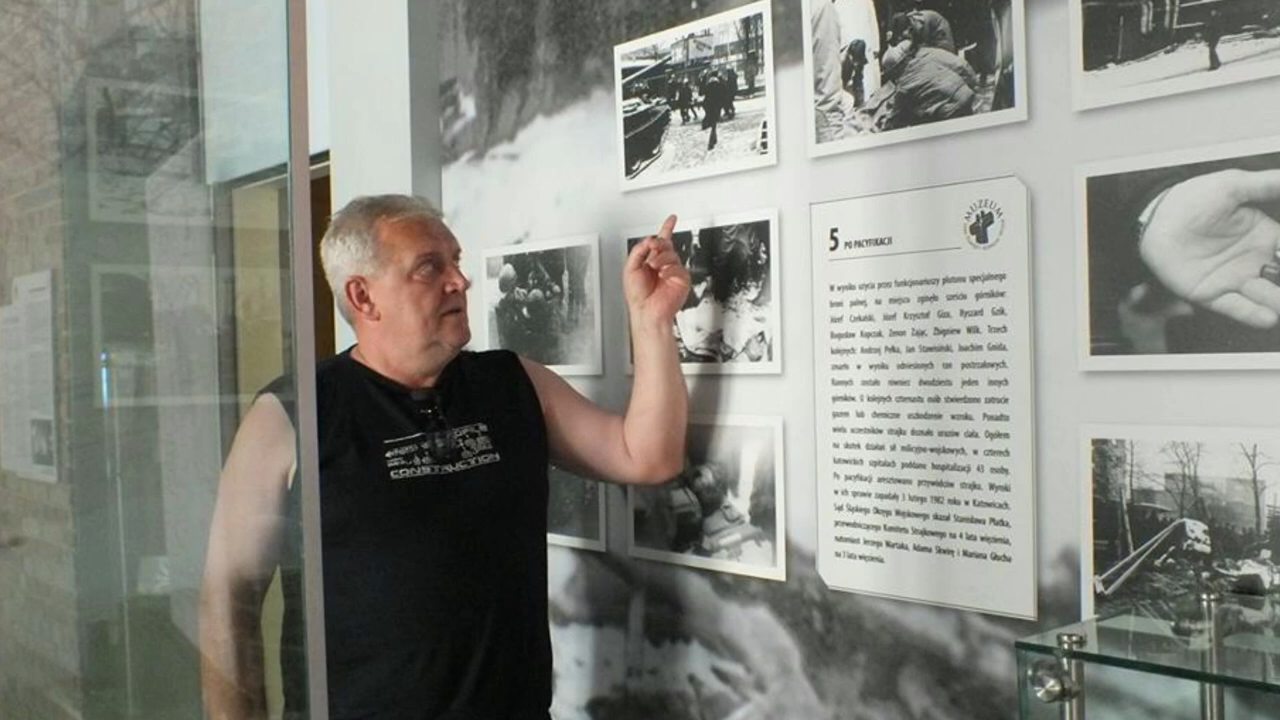 MUZEUM
5 PO PACYFIKACJI
W wyniku użycia przez funkcjonariuszy plutonu specjalnego
broni palnej, na miejscu zginęło sześciu górników:
Józef Czekalski, Józef Krzysztof Giza, Ryszard Gzik,
Bogusław Kopczak, Zenon Zając, Zbigniew Wilk. Trzech
kolejnych: Andrzej Pełka, Jan Stawisiński, Joachim Gnida,
zmarło w wyniku odniesionych ran postrzałowych.
Rannych zostało również dwudziestu jeden innych
górników. U kolejnych czternastu osób stwierdzono zatrucie
gazem lub chemiczne uszkodzenie wzroku. Ponadto
wielu uczestników strajku doznało urazów ciała. Ogółem
na skutek działań sił milicyjno-wojskowych, w czterech
katowickich szpitalach poddano hospitalizacji 43 osoby.
Po pacyfikacji aresztowano przywódców strajku. Wyroki
w ich sprawie zapadały 3 lutego 1982 roku w Katowicach.
Sąd Śląskiego Okręgu Wojskowego skazał Stanisława Płatka,
przewodniczącego Komitetu Strajkowego na 4 lata więzienia,
natomiast Jerzego Wartaka, Adama Skwirę i Mariana Głucha
na 3 lata więzienia.
CONSTRUCTION